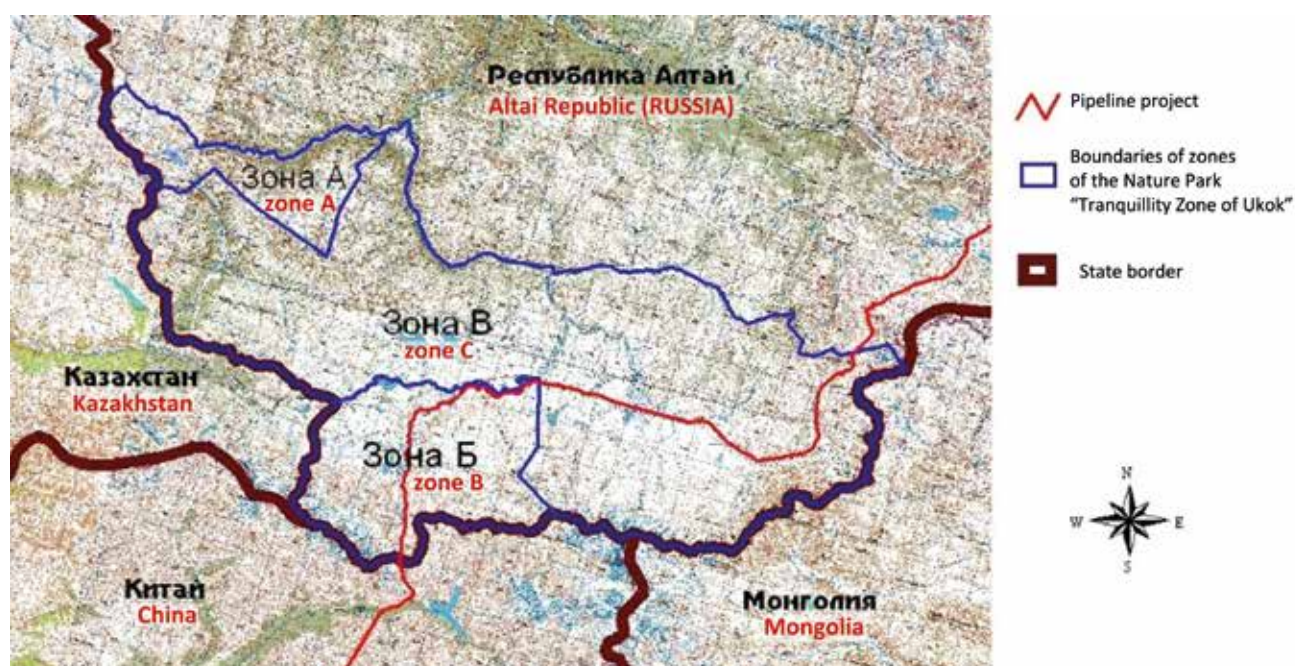 Республика Алтай
Altai Republic (RUSSIA)
Зона А
zone A
Зона В
zone C
Казахстан
Kazakhstan
Зона Б
zone B
Китай
China
Монголия
Mongolia
Pipeline project
Boundaries of zones
of the Nature Park
“Tranquillity Zone of Ukok”
State border
N
W E
S